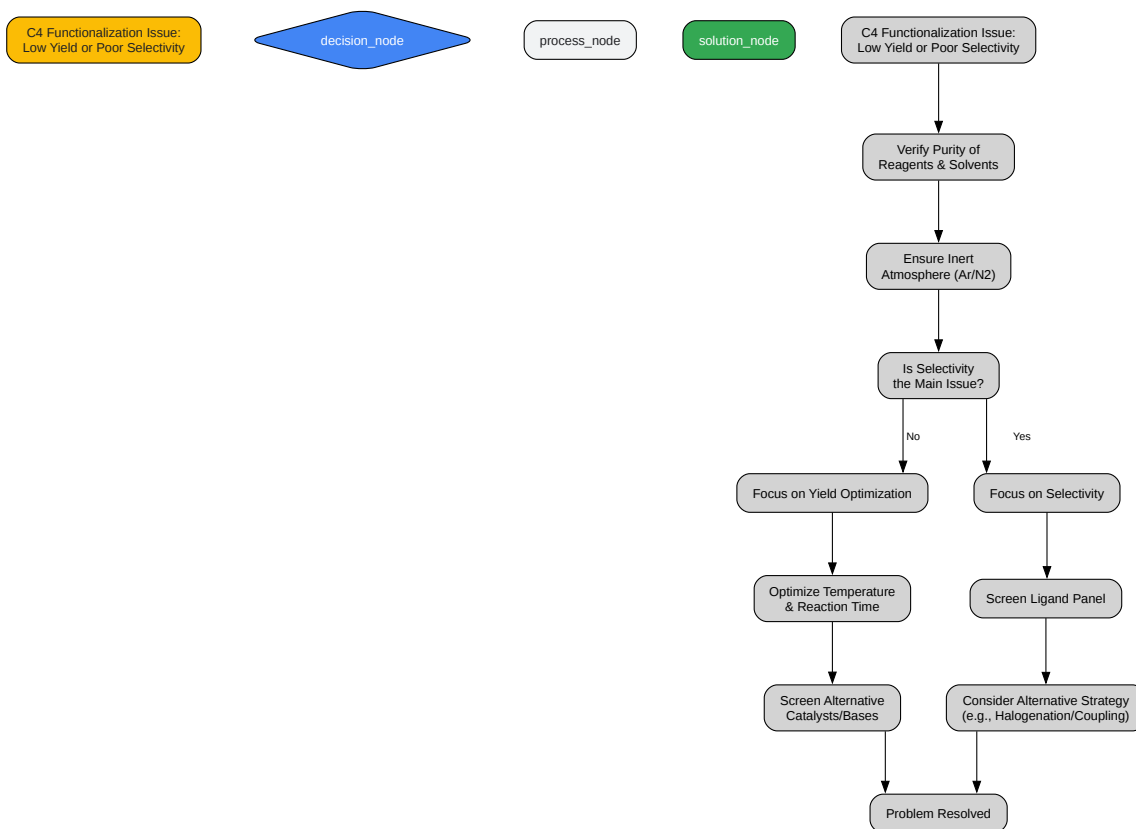 C4 Functionalization Issue:
Low Yield or Poor Selectivity
decision_node
process_node
solution_node
C4 Functionalization Issue:
Low Yield or Poor Selectivity
Verify Purity of
Reagents & Solvents
Ensure Inert
Atmosphere (Ar/N2)
Is Selectivity
the Main Issue?
No
Yes
Focus on Yield Optimization
Focus on Selectivity
Optimize Temperature
& Reaction Time
Screen Ligand Panel
Screen Alternative
Catalysts/Bases
Consider Alternative Strategy
(e.g., Halogenation/Coupling)
Problem Resolved